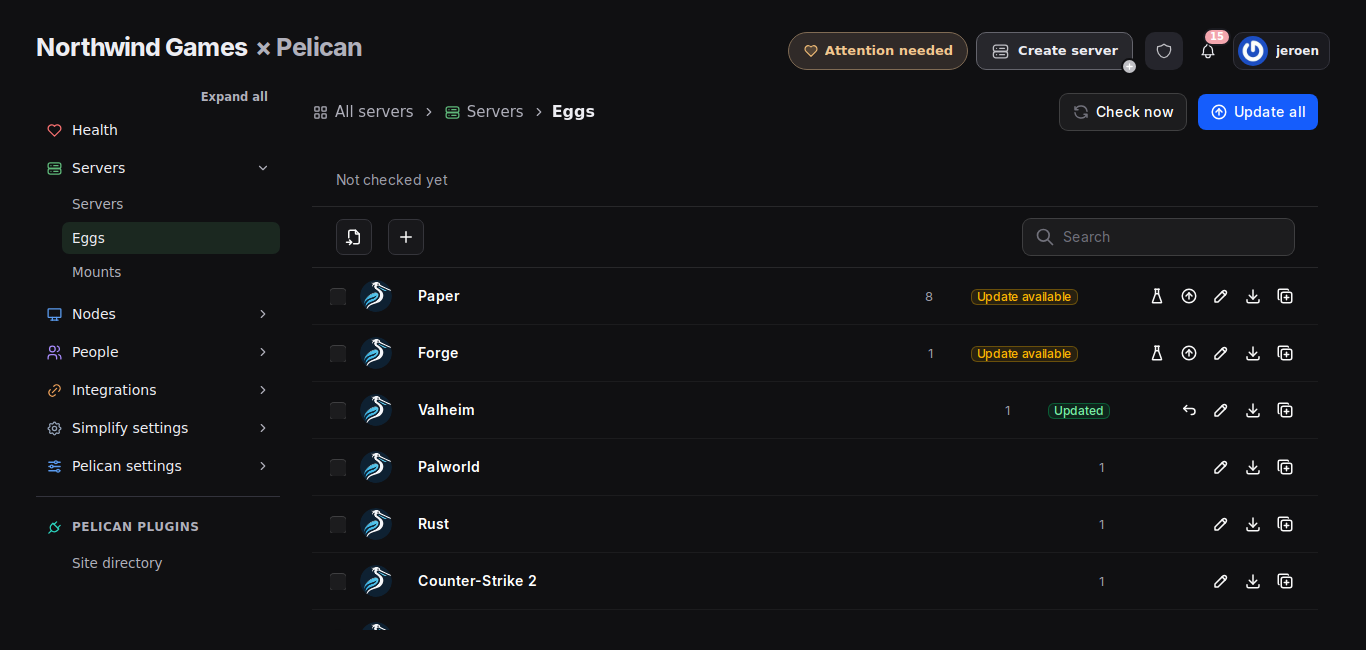 Northwind Games × Pelican
Attention needed
Create server
15
jeroen
Expand all
Health
Servers
Servers
Eggs
Mounts
Nodes
People
Integrations
Simplify settings
Pelican settings
PELICAN PLUGINS
Site directory
All servers > Servers > Eggs
Check now
Update all
Not checked yet
Search
Paper 8 Update available
Forge 1 Update available
Valheim 1 Updated
Palworld 1
Rust 1
Counter-Strike 2 1